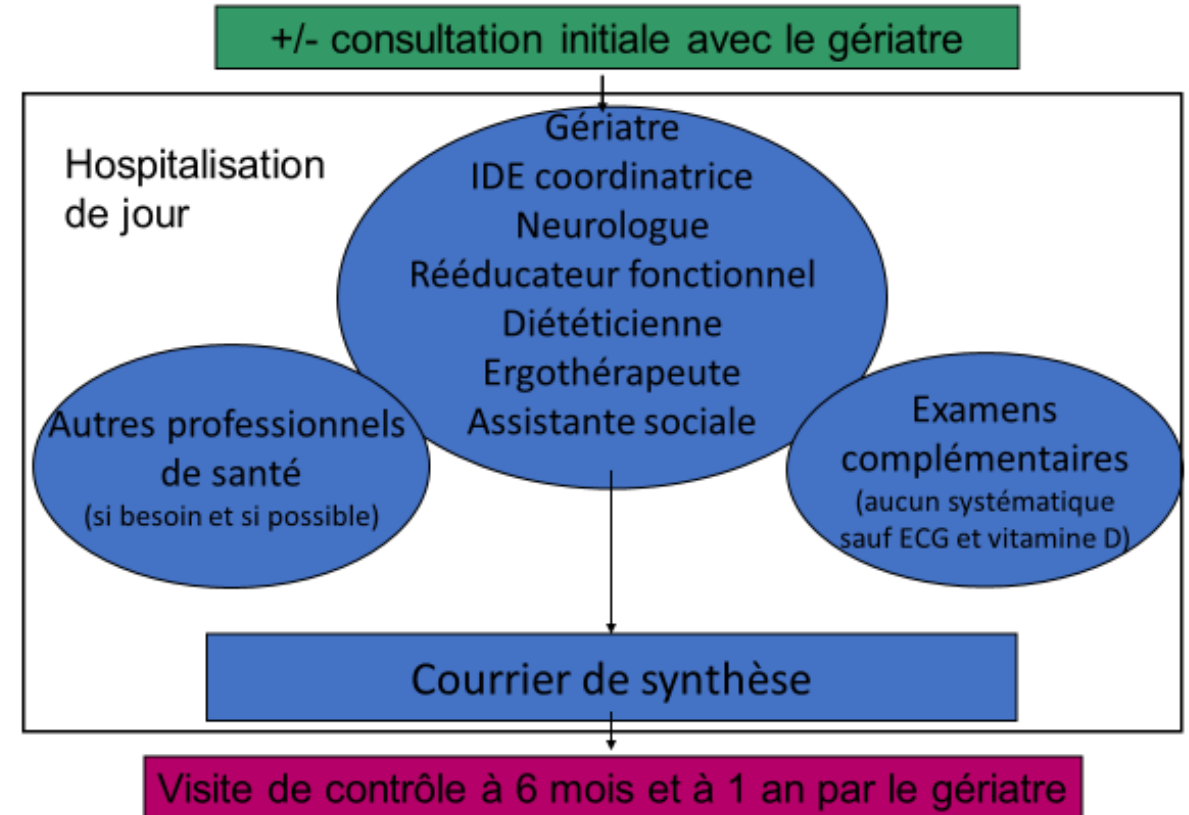 +/- consultation initiale avec le gériatre
Hospitalisation
de jour
Gériatre
IDE coordinatrice
Neurologue
Rééducateur fonctionnel
Diététicienne
Ergothérapeute
Assistante sociale
Autres professionnels
de santé
(si besoin et si possible)
Examens
complémentaires
(aucun systématique
sauf ECG et vitamine D)
Courrier de synthèse
Visite de contrôle à 6 mois et à 1 an par le gériatre